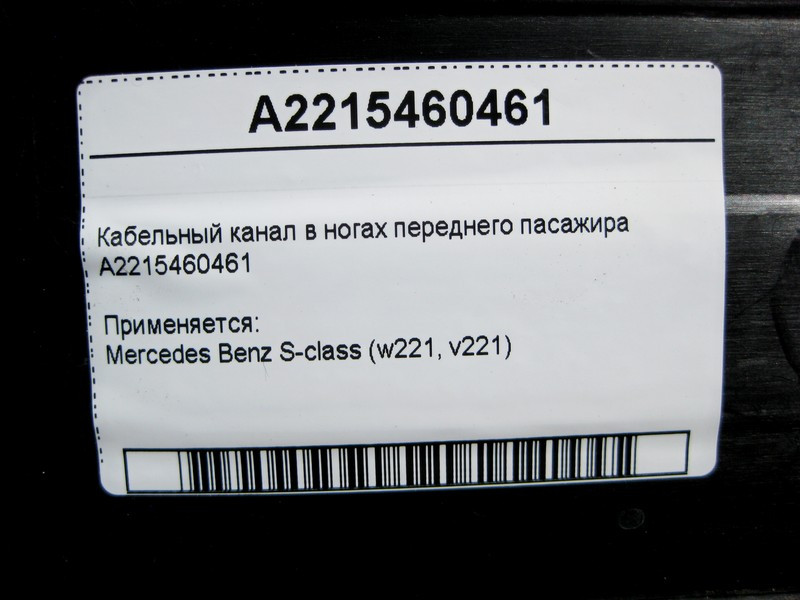 A2215460461
Кабельный канал в ногах переднего пасажира
A2215460461
Применяется:
Mercedes Benz S-class (w221, v221)